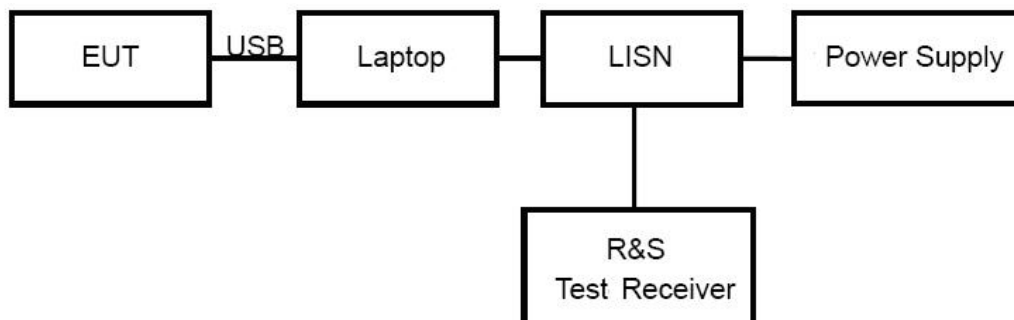 EUT
USB
Laptop
LISN
Power Supply
R&S
Test Receiver